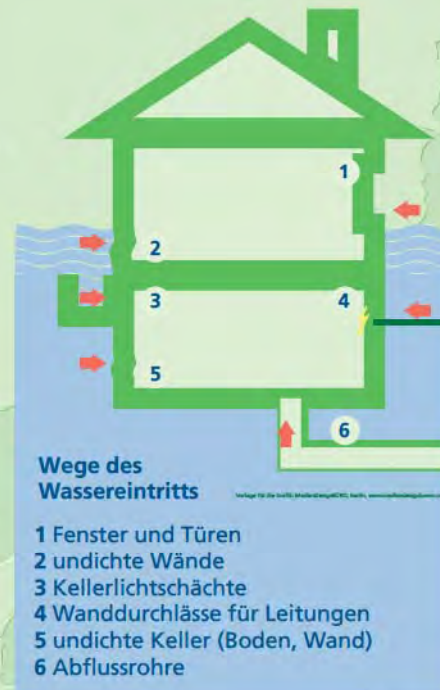 1
2
3
4
5
6
Wege des
Wassereintritts
1 Fenster und Türen
2 undichte Wände
3 Kellerlichtschächte
4 Wanddurchlässe für Leitungen
5 undichte Keller (Boden, Wand)
6 Abflussrohre